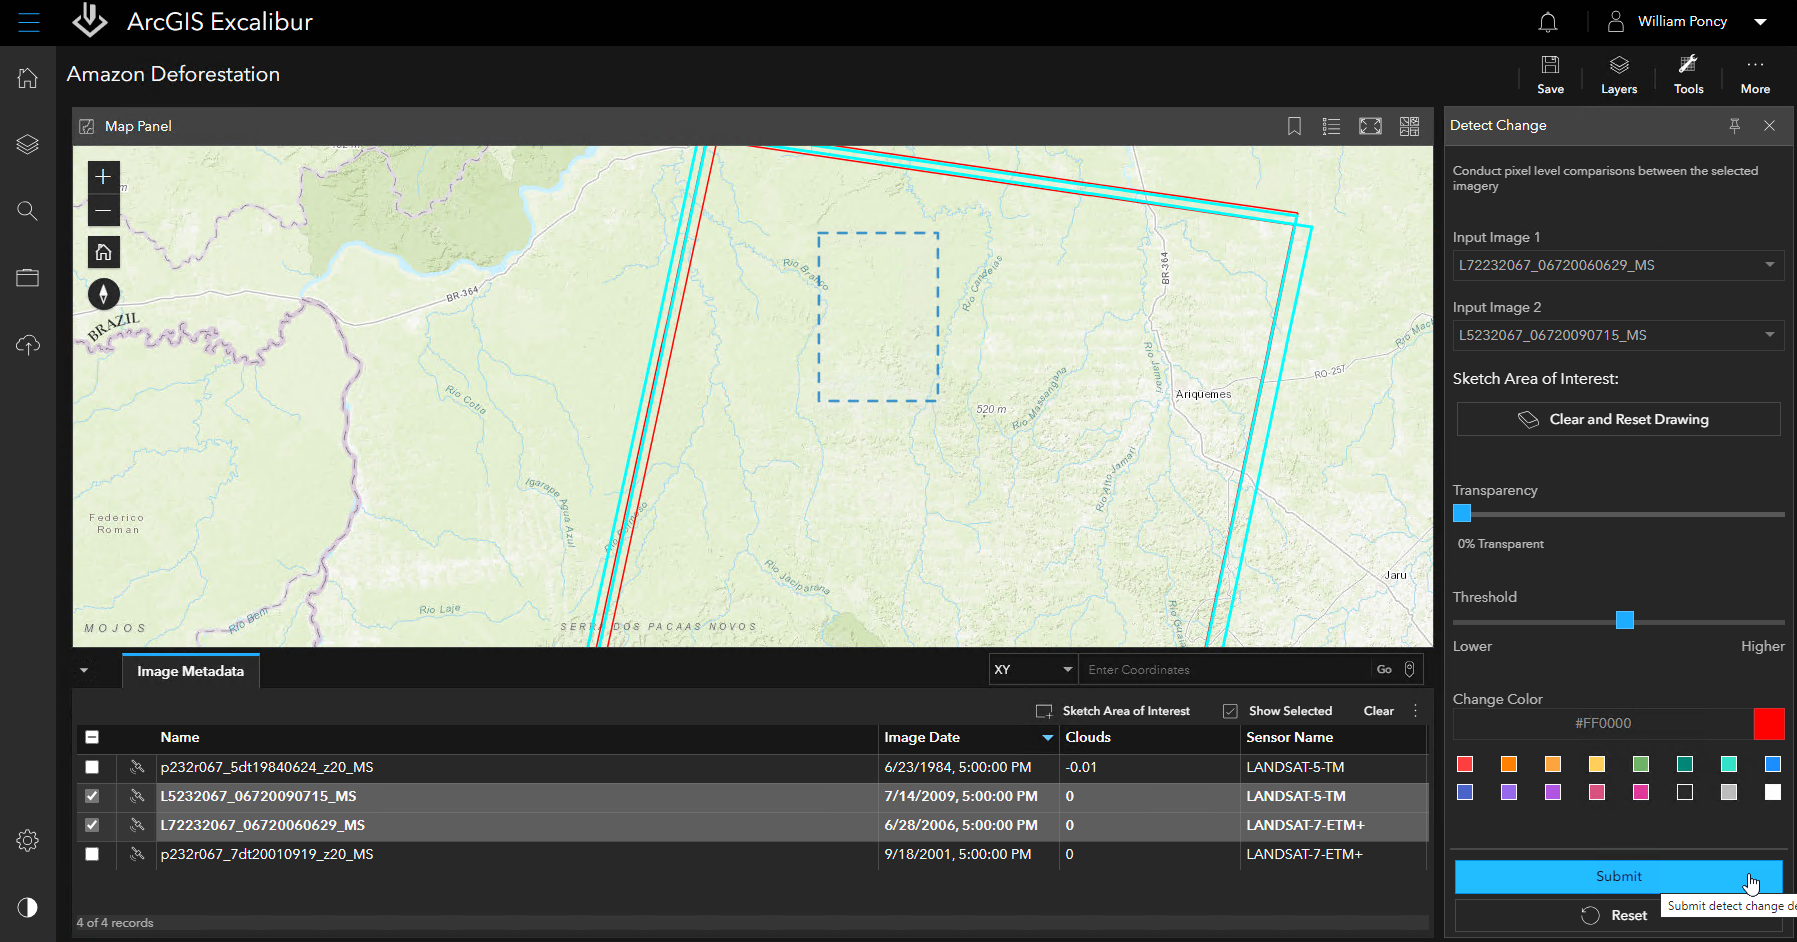 ArcGIS Excalibur
William Poncy
Amazon Deforestation
Save
Layers
Tools
More
Map Panel
BR-364
BRAZIL
Rio Branco
Rio Candeias
BR-364
Rio Jamari
Rio Cotia
Rio Massangana
520 m
Ariquemes
RO-257
Igarape Agua Azul
Rio Formoso
Rio Alto Jamari
Federico
Roman
Rio Jaciparana
Jaru
Rio Beni
Rio Laje
MOJOS
SERRA DOS PACAAS NOVOS
Detect Change
Conduct pixel level comparisons between the selected
imagery
Input Image 1
L72232067_06720060629_MS
Input Image 2
L5232067_06720090715_MS
Sketch Area of Interest:
Clear and Reset Drawing
Transparency
0% Transparent
Threshold
Lower
Higher
Change Color
#FF0000
Submit
Submit detect change de
Reset
Image Metadata
XY
Enter Coordinates
Go
Sketch Area of Interest
Show Selected
Clear
Name Image Date Clouds Sensor Name
p232r067_5dt19840624_z20_MS 6/23/1984, 5:00:00 PM -0.01 LANDSAT-5-TM
L5232067_06720090715_MS 7/14/2009, 5:00:00 PM 0 LANDSAT-5-TM
L72232067_06720060629_MS 6/28/2006, 5:00:00 PM 0 LANDSAT-7-ETM+
p232r067_7dt20010919_z20_MS 9/18/2001, 5:00:00 PM 0 LANDSAT-7-ETM+
4 of 4 records